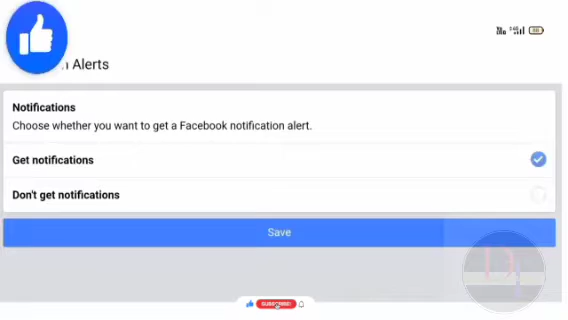 n Alerts
Notifications
Choose whether you want to get a Facebook notification alert.
Get notifications
Don't get notifications
Save
SUBSCRIBE!